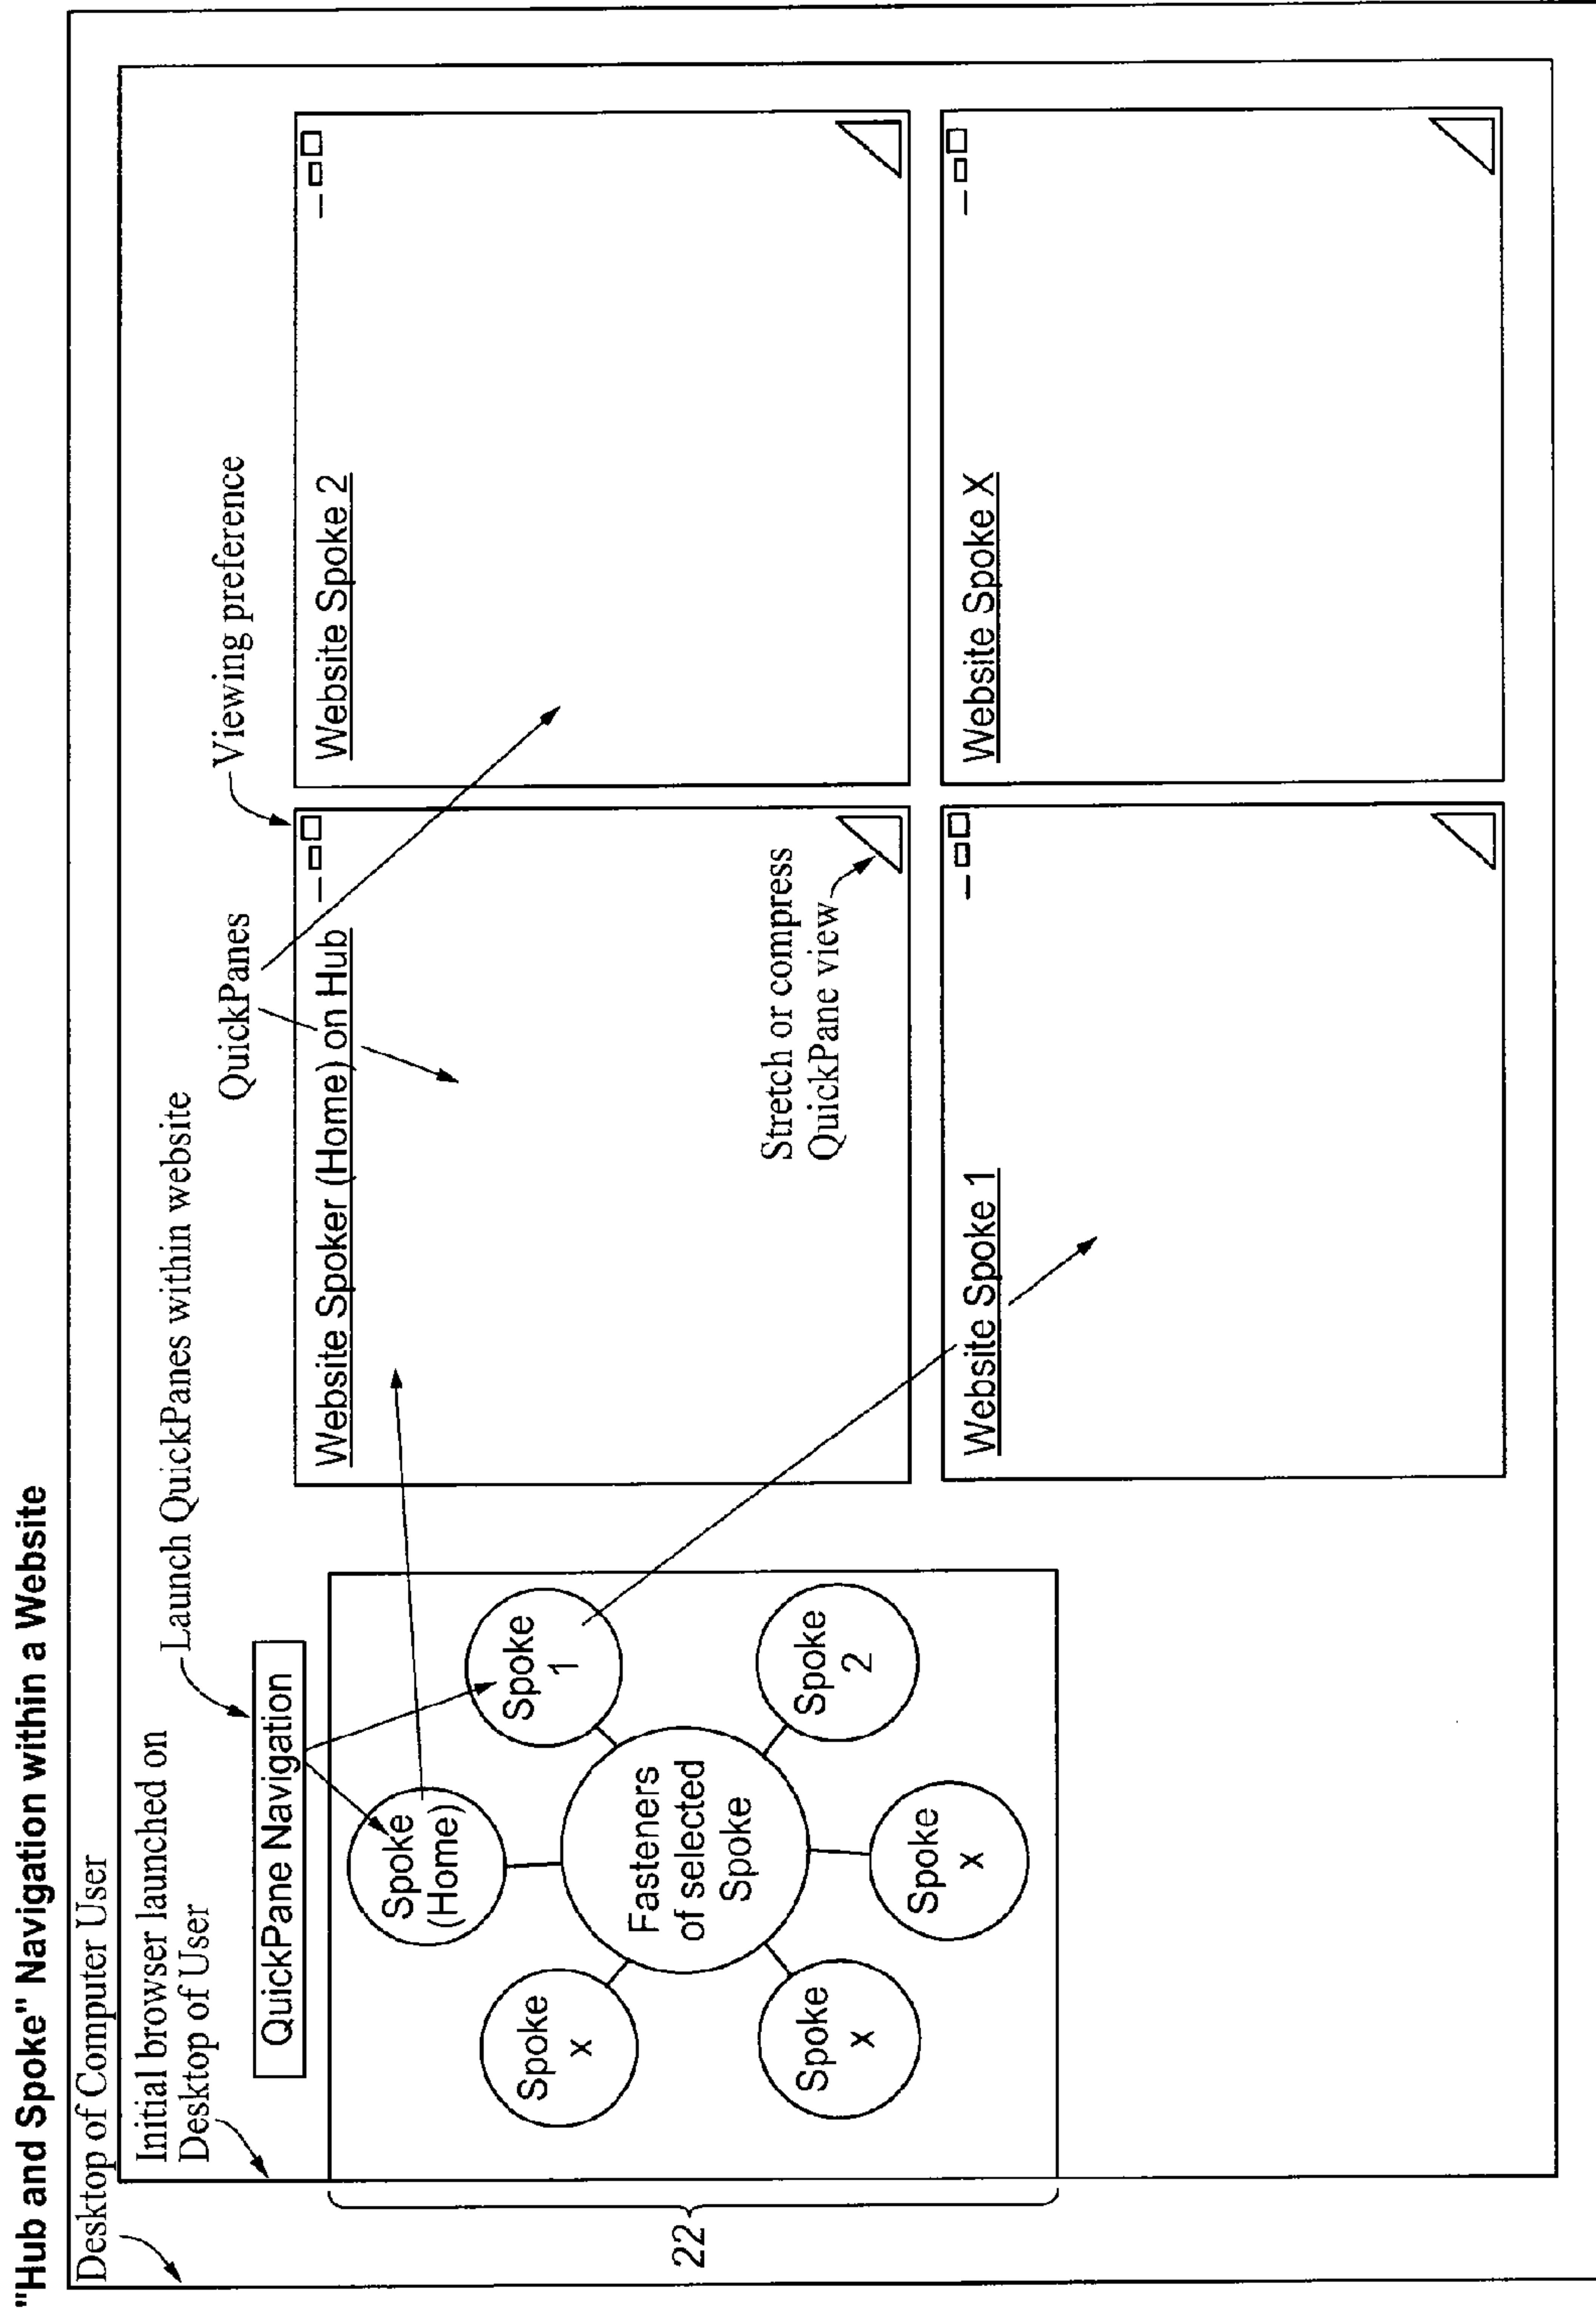 "Hub and Spoke" Navigation within a Website
Desktop of Computer User
Initial browser launched on
Desktop of User
Launch QuickPanes within website
QuickPanes
Viewing preference
QuickPane Navigation
Spoke
(Home)
Spoke
1
Spoke
2
Spoke
x
Spoke
x
Spoke
x
Fasteners
of selected
Spoke
22
Website Spoker (Home) on Hub
Stretch or compress
QuickPane view
Website Spoke 2
Website Spoke 1
Website Spoke X